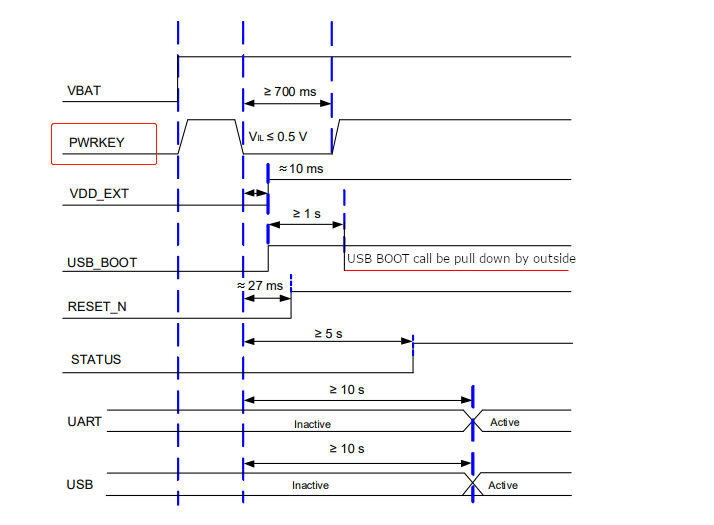 VBAT
≥ 700 ms
PWRKEY
VIL ≤ 0.5 V
≈ 10 ms
VDD_EXT
≥ 1 s
USB_BOOT
USB BOOT call be pull down by outside
≈ 27 ms
RESET_N
≥ 5 s
STATUS
≥ 10 s
UART
Inactive
Active
≥ 10 s
USB
Inactive
Active